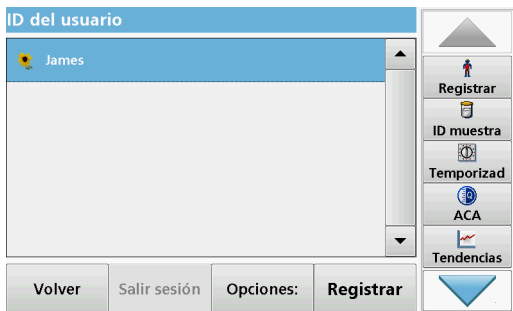 ID del usuario
James
Registrar
ID muestra
Temporizad
ACA
Tendencias
Volver
Salir sesión
Opciones:
Registrar